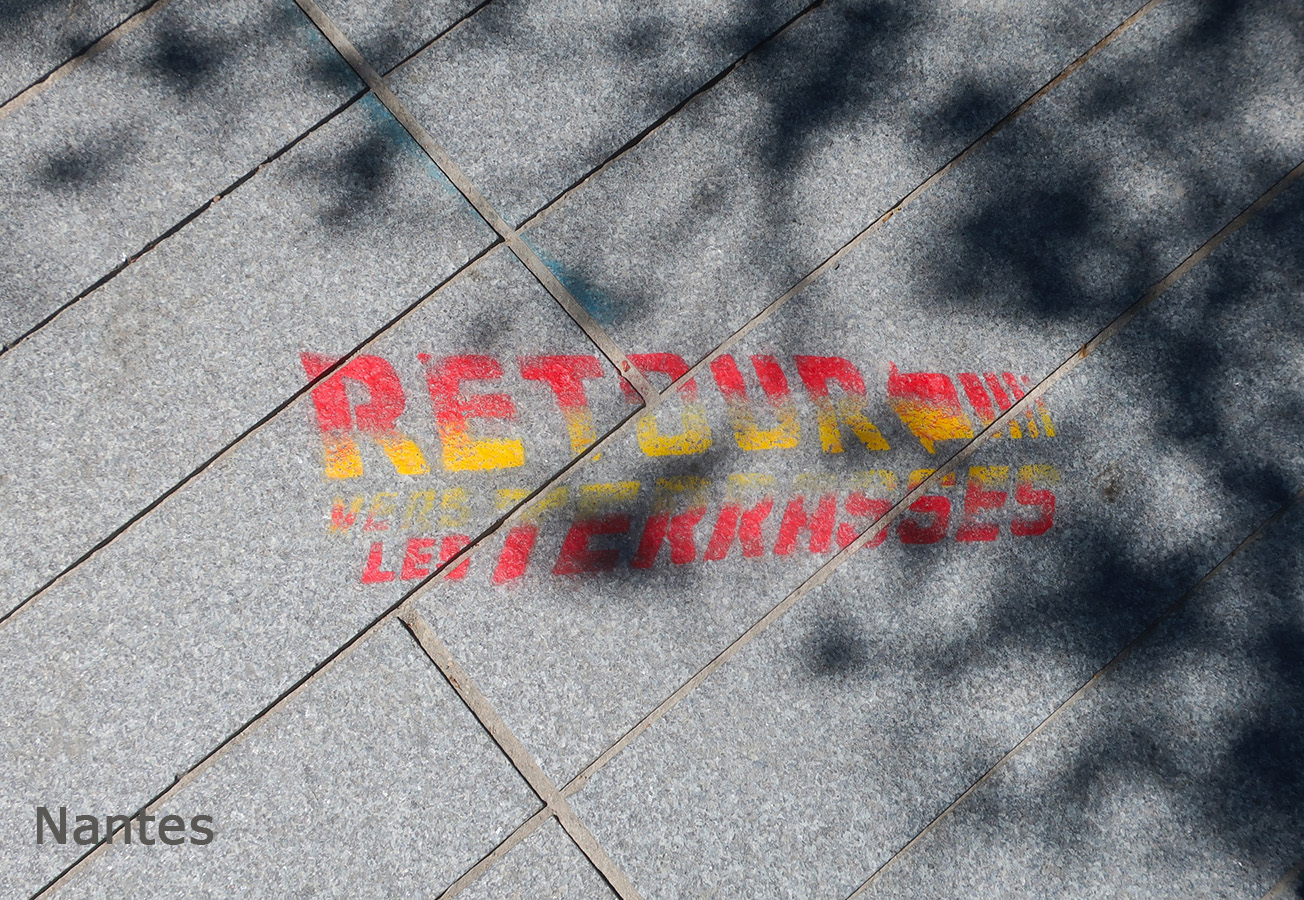 RETOUR
VERS
LES TERRASSES
Nantes